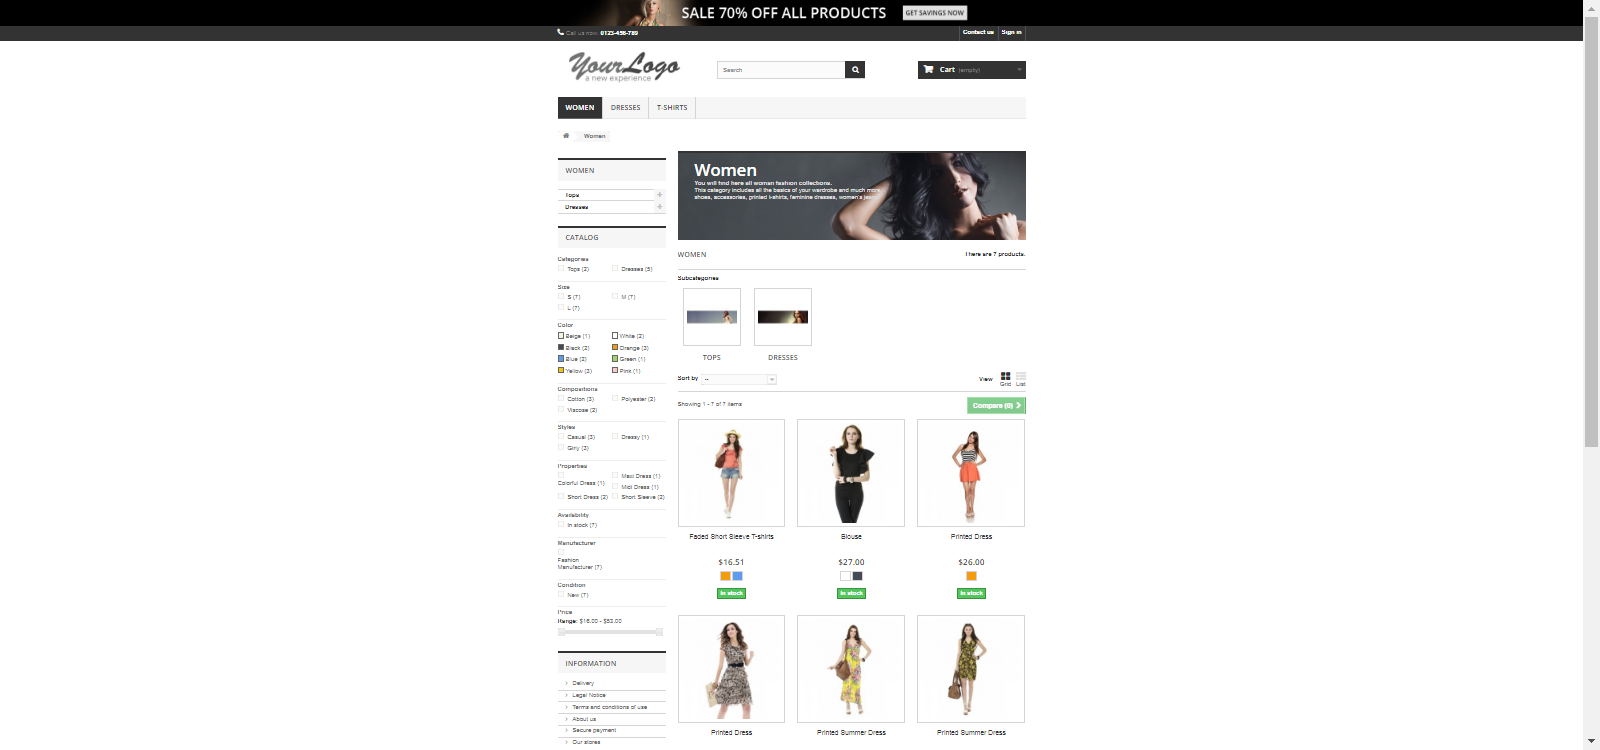 SALE 70% OFF ALL PRODUCTS
GET SAVINGS NOW
Call us now: 0123-456-789
Contact us
Sign in
YourLogo
a new experience
Search
Cart (empty)
WOMEN
DRESSES
T-SHIRTS
Women
WOMEN
Tops
Dresses
CATALOG
Categories
Tops (2)
Dresses (5)
Size
S (7)
M (7)
L (7)
Color
Beige (1)
White (2)
Black (2)
Orange (3)
Blue (2)
Green (1)
Yellow (3)
Pink (1)
Compositions
Cotton (3)
Polyester (2)
Viscose (2)
Styles
Casual (3)
Dressy (1)
Girly (3)
Properties
Colorful Dress (1)
Maxi Dress (1)
Midi Dress (1)
Short Dress (2)
Short Sleeve (2)
Availability
In stock (7)
Manufacturer
Fashion
Manufacturer (7)
Condition
New (7)
Price
Range: $16.00 - $53.00
INFORMATION
Delivery
Legal Notice
Terms and conditions of use
About us
Secure payment
Our stores
Women
You will find here all woman fashion collections.
This category includes all the basics of your wardrobe and much more:
shoes, accessories, printed t-shirts, feminine dresses, women's
WOMEN
There are 7 products.
Subcategories
TOPS
DRESSES
Sort by
--
View
Grid
List
Showing 1 - 7 of 7 items
Compare (0)
Faded Short Sleeve T-shirts
$16.51
In stock
Blouse
$27.00
In stock
Printed Dress
$26.00
In stock
Printed Dress
Printed Summer Dress
Printed Summer Dress